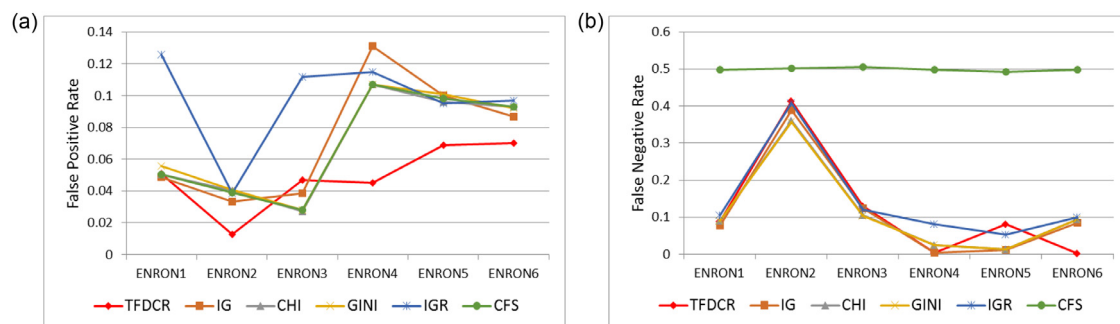 (a)
False Positive Rate
0.14
0.12
0.1
0.08
0.06
0.04
0.02
0
ENRON1 ENRON2 ENRON3 ENRON4 ENRON5 ENRON6
TFDCR IG CHI GINI IGR CFS
(b)
False Negative Rate
0.6
0.5
0.4
0.3
0.2
0.1
0
ENRON1 ENRON2 ENRON3 ENRON4 ENRON5 ENRON6
TFDCR IG CHI GINI IGR CFS